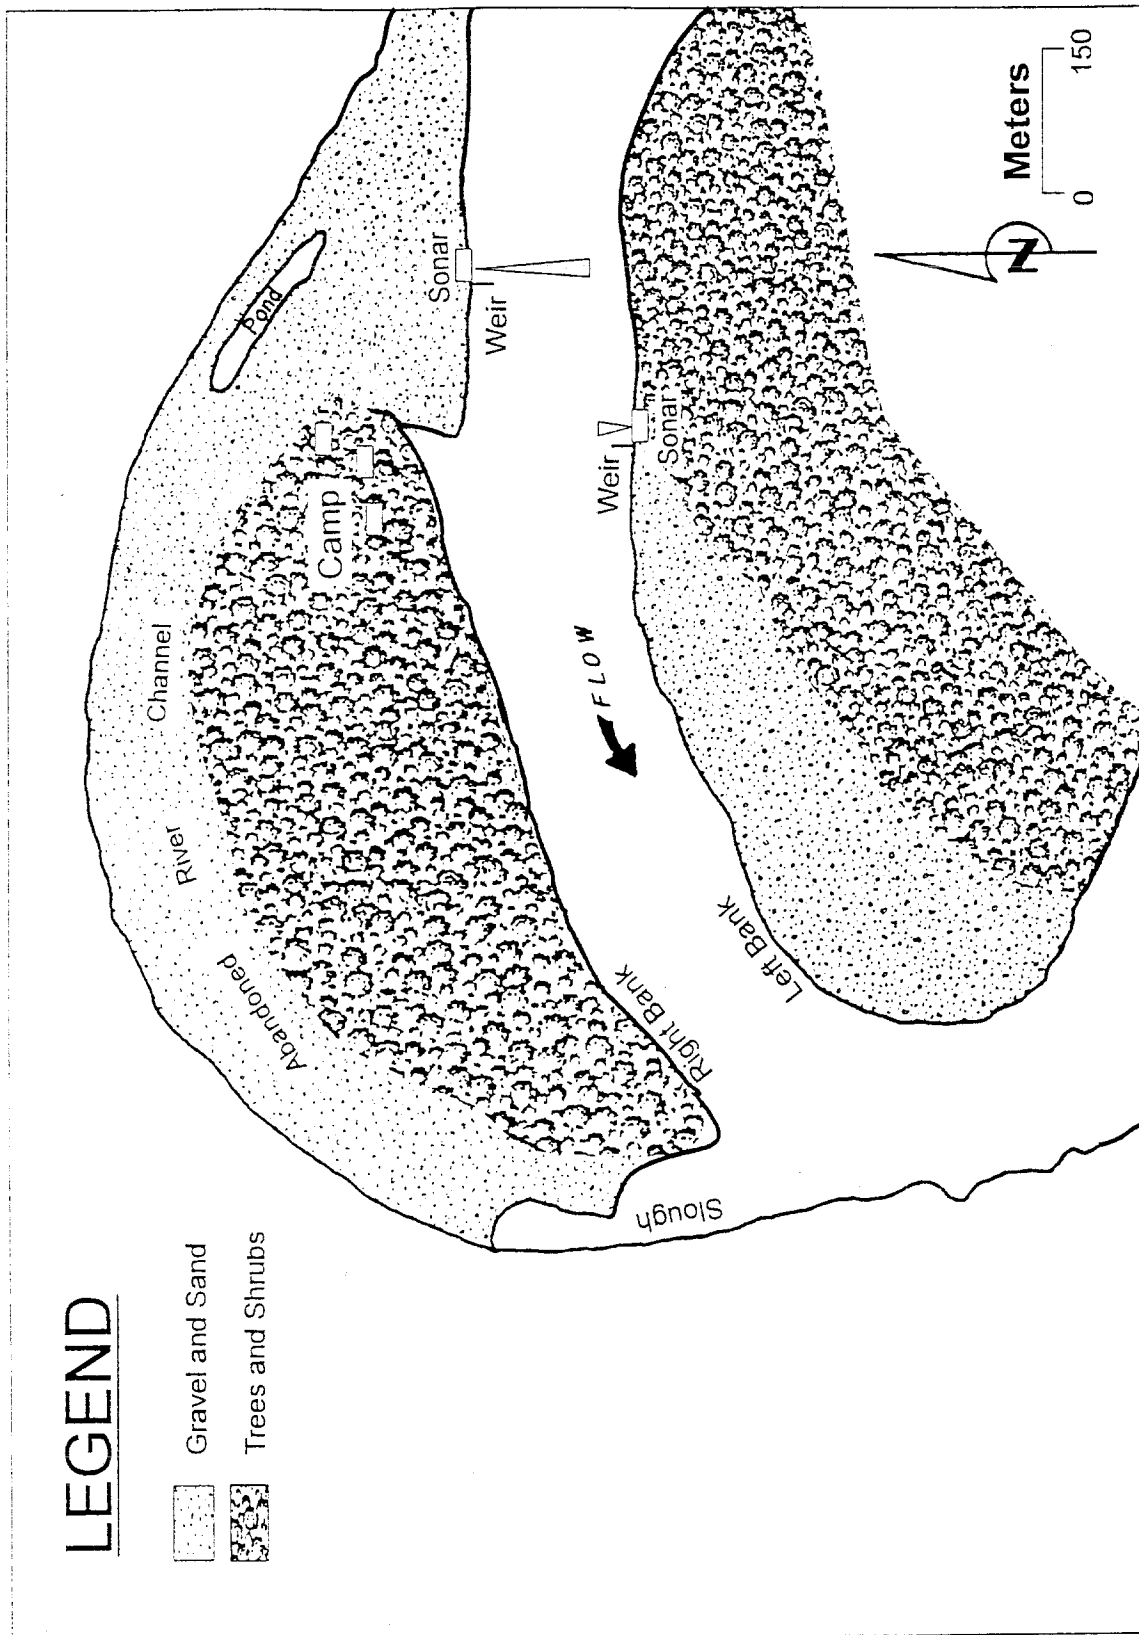 LEGEND
Gravel and Sand
Trees and Shrubs
Abandoned
River
Channel
Pond
Camp
Sonar
Weir
FLOW
Weir
Sonar
Right Bank
Left Bank
Slough
N
Meters
0
150